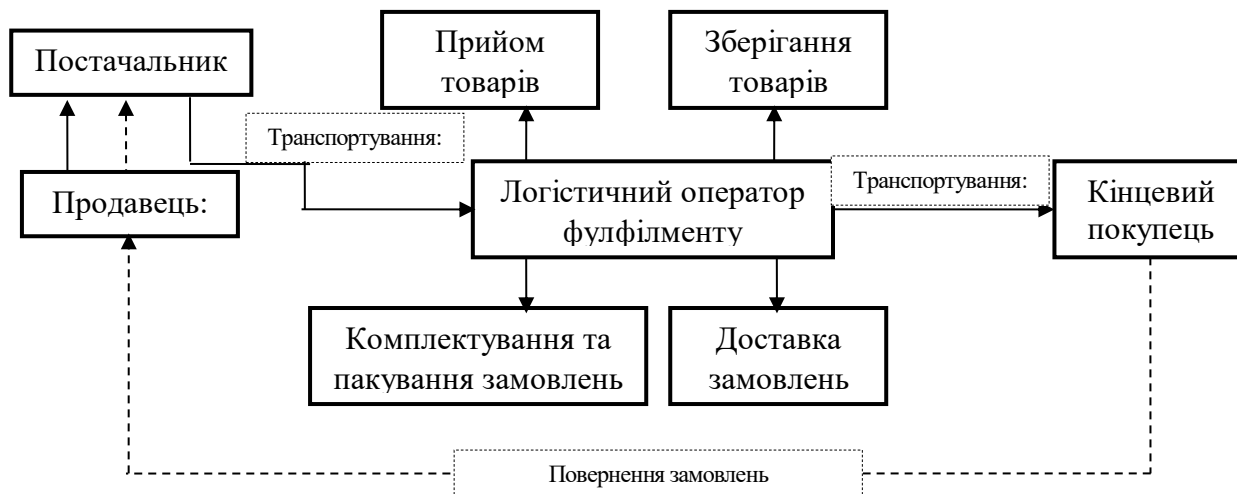 Постачальник
Прийом
товарів
Зберігання
товарів
Транспортування:
Продавець:
Логістичний оператор
фулфілменту
Транспортування:
Кінцевий
покупець
Комплектування та
пакування замовлень
Доставка
замовлень
Повернення замовлень